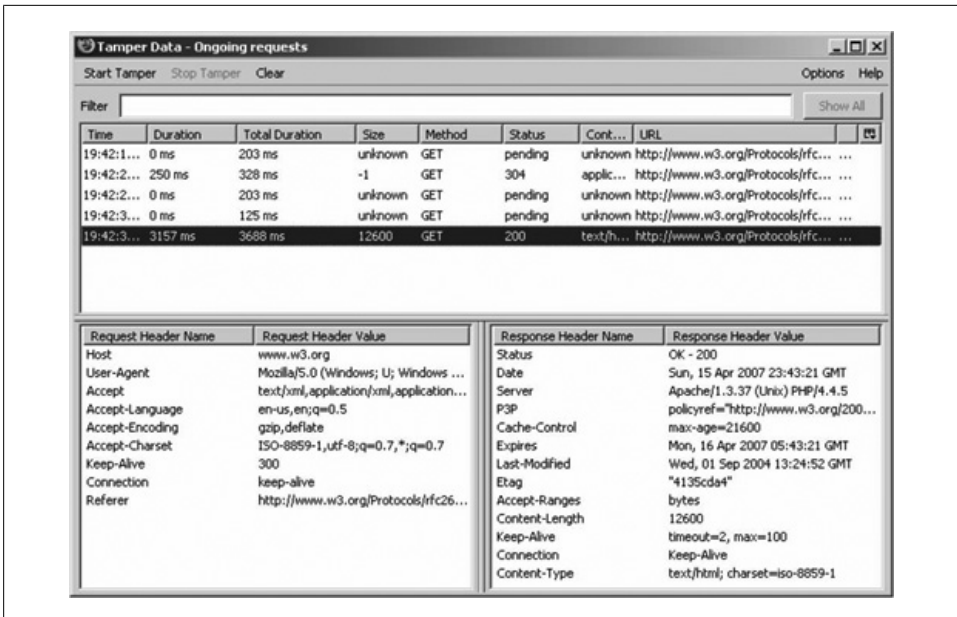 Tamper Data - Ongoing requests
Start Tamper Stop Tamper Clear Options Help
Filter Show All
Time Duration Total Duration Size Method Status Cont... URL
19:42:1... 0 ms 203 ms unknown GET pending unknown http://www.w3.org/Protocols/rfc... ...
19:42:2... 250 ms 328 ms -1 GET 304 applic... http://www.w3.org/Protocols/rfc... ...
19:42:2... 0 ms 203 ms unknown GET pending unknown http://www.w3.org/Protocols/rfc... ...
19:42:3... 0 ms 125 ms unknown GET pending unknown http://www.w3.org/Protocols/rfc... ...
19:42:3... 3157 ms 3688 ms 12600 GET 200 text/h... http://www.w3.org/Protocols/rfc... ...
Request Header Name Request Header Value
Host www.w3.org
User-Agent Mozilla/5.0 (Windows; U; Windows ...
Accept text/xml,application/xml,application...
Accept-Language en-us,en;q=0.5
Accept-Encoding gzip,deflate
Accept-Charset ISO-8859-1,utf-8;q=0.7,*;q=0.7
Keep-Alive 300
Connection keep-alive
Referer http://www.w3.org/Protocols/rfc26...
Response Header Name Response Header Value
Status OK - 200
Date Sun, 15 Apr 2007 23:43:21 GMT
Server Apache/1.3.37 (Unix) PHP/4.4.5
P3P policyref="http://www.w3.org/200...
Cache-Control max-age=21600
Expires Mon, 16 Apr 2007 05:43:21 GMT
Last-Modified Wed, 01 Sep 2004 13:24:52 GMT
Etag "4135cda4"
Accept-Ranges bytes
Content-Length 12600
Keep-Alive timeout=2, max=100
Connection Keep-Alive
Content-Type text/html; charset=iso-8859-1